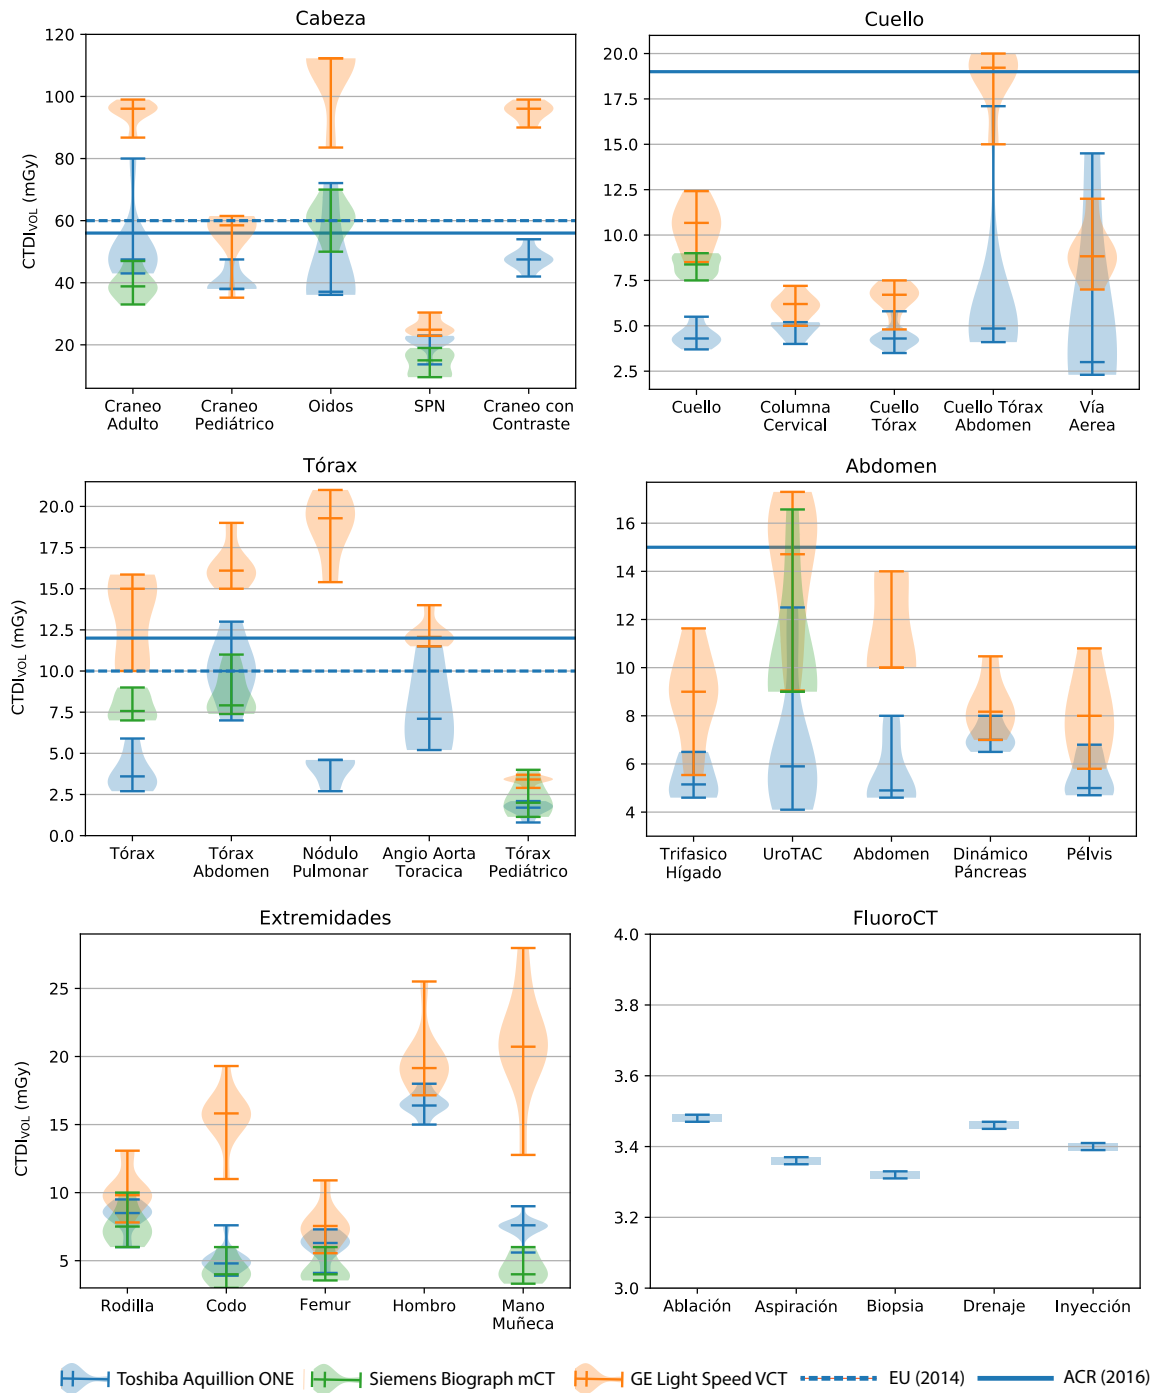 Cabeza
CTDIVOL (mGy)
120
100
80
60
40
20
Craneo Adulto
Craneo Pediátrico
Oidos
SPN
Craneo con Contraste
Cuello
20.0
17.5
15.0
12.5
10.0
7.5
5.0
2.5
Cuello
Columna Cervical
Cuello Tórax
Cuello Tórax Abdomen
Vía Aerea
Tórax
CTDIVOL (mGy)
20.0
17.5
15.0
12.5
10.0
7.5
5.0
2.5
0.0
Tórax
Tórax Abdomen
Nódulo Pulmonar
Angio Aorta Toracica
Tórax Pediátrico
Abdomen
16
14
12
10
8
6
4
Trifasico Hígado
UroTAC
Abdomen
Dinámico Páncreas
Pélvis
Extremidades
CTDIVOL (mGy)
25
20
15
10
5
Rodilla
Codo
Femur
Hombro
Mano Muñeca
FluoroCT
4.0
3.8
3.6
3.4
3.2
3.0
Ablación
Aspiración
Biopsia
Drenaje
Inyección
Toshiba Aquillion ONE
Siemens Biograph mCT
GE Light Speed VCT
EU (2014)
ACR (2016)